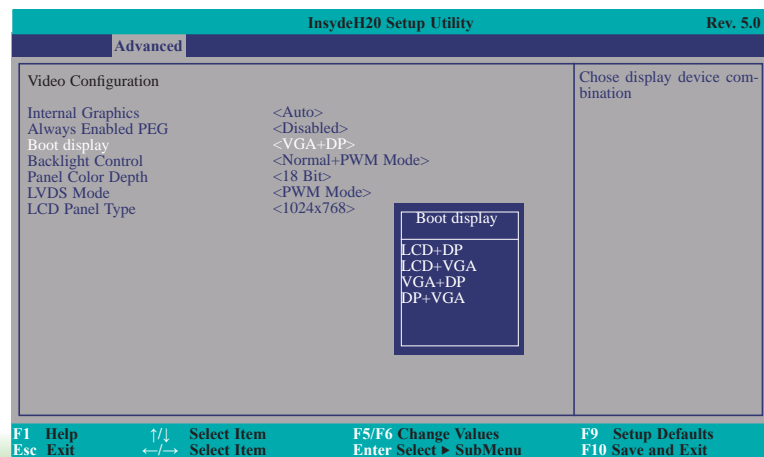 InsydeH20 Setup Utility Rev. 5.0
Advanced
Video Configuration
Internal Graphics <Auto>
Always Enabled PEG <Disabled>
Boot display <VGA+DP>
Backlight Control <Normal+PWM Mode>
Panel Color Depth <18 Bit>
LVDS Mode <PWM Mode>
LCD Panel Type <1024x768>
Boot display
LCD+DP
LCD+VGA
VGA+DP
DP+VGA
Chose display device com-
bination
F1 Help ↑/↓ Select Item F5/F6 Change Values F9 Setup Defaults
Esc Exit ←/→ Select Item Enter Select ▶ SubMenu F10 Save and Exit